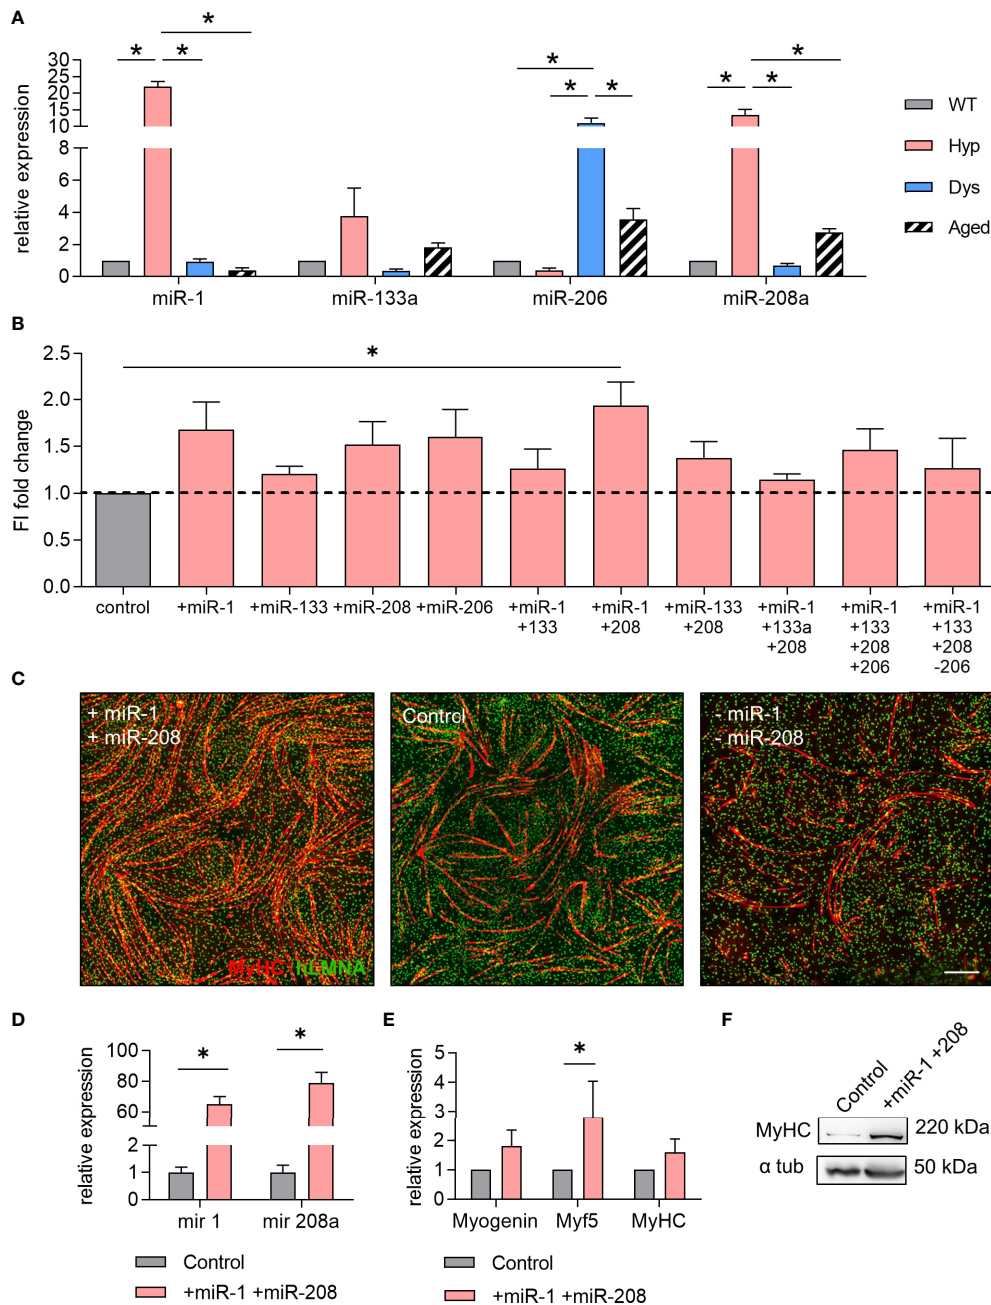 A
* * * * * * * * *
relative expression
30
25
20
15
10
8
6
4
2
0
miR-1 miR-133a miR-206 miR-208a
WT
Hyp
Dys
Aged
B
*
FI fold change
2.5
2.0
1.5
1.0
0.5
0.0
control +miR-1 +miR-133 +miR-208 +miR-206 +miR-1 +miR-1 +miR-133 +miR-1 +miR-1 +miR-1
+133 +208 +208 +133a +133 +133
+208 +208 +208
+206 -206
C
+ miR-1
+ miR-208
MyHC hLMNA
Control
- miR-1
- miR-208
D
* *
relative expression
100
80
60
2
1
0
mir 1 mir 208a
Control
+miR-1 +miR-208
E
*
relative expression
5
4
3
2
1
0
Myogenin Myf5 MyHC
Control
+miR-1 +miR-208
F
Control
+miR-1 +208
MyHC 220 kDa
α tub 50 kDa